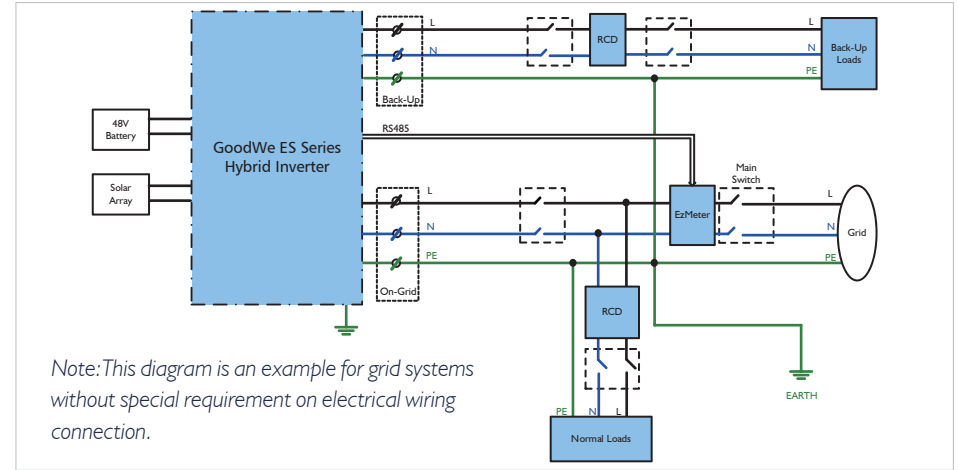 L
N
PE
Back-Up
RCD
L
N
PE
Back-Up
Loads
48V
Battery
GoodWe ES Series
Hybrid Inverter
RS485
Solar
Array
L
N
PE
On-Grid
EzMeter
Main
Switch
L
N
PE
Grid
RCD
PE
N
L
Normal Loads
EARTH
Note:This diagram is an example for grid systems
without special requirement on electrical wiring
connection.